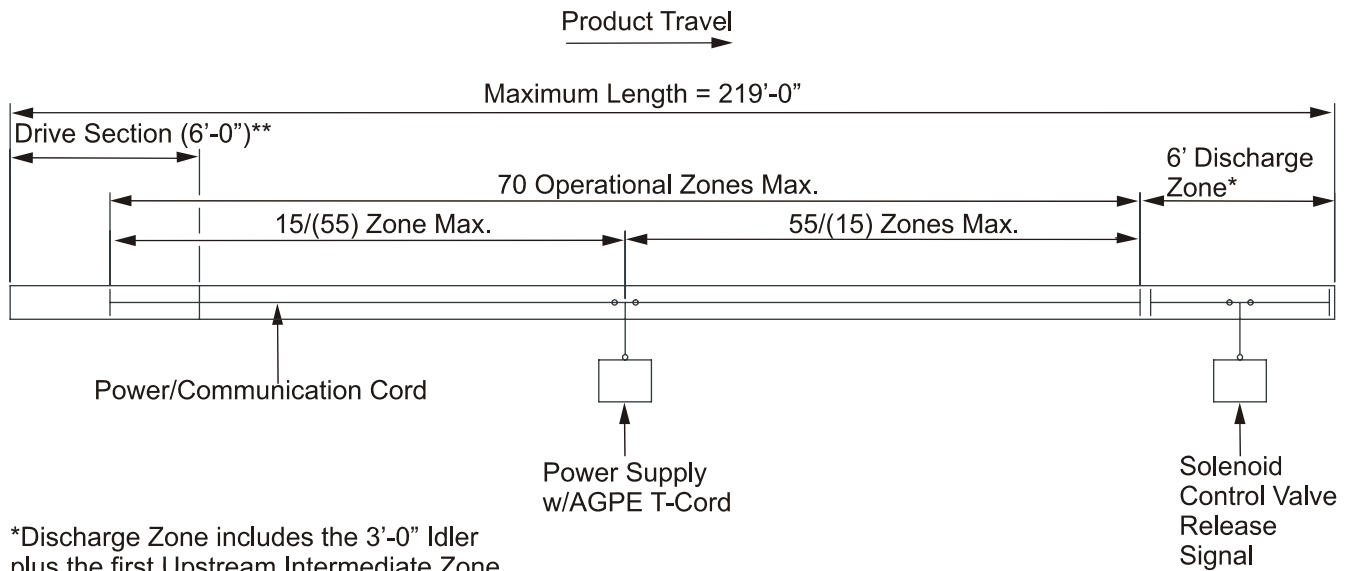 Product Travel
Maximum Length = 219’-0”
Drive Section (6’-0”)**
6’ Discharge
Zone*
70 Operational Zones Max.
15/(55) Zone Max.
55/(15) Zones Max.
Power/Communication Cord
Power Supply
w/AGPE T-Cord
Solenoid
Control Valve
Release
Signal
*Discharge Zone includes the 3’-0” Idler
plus the first Upstream Intermediate Zone